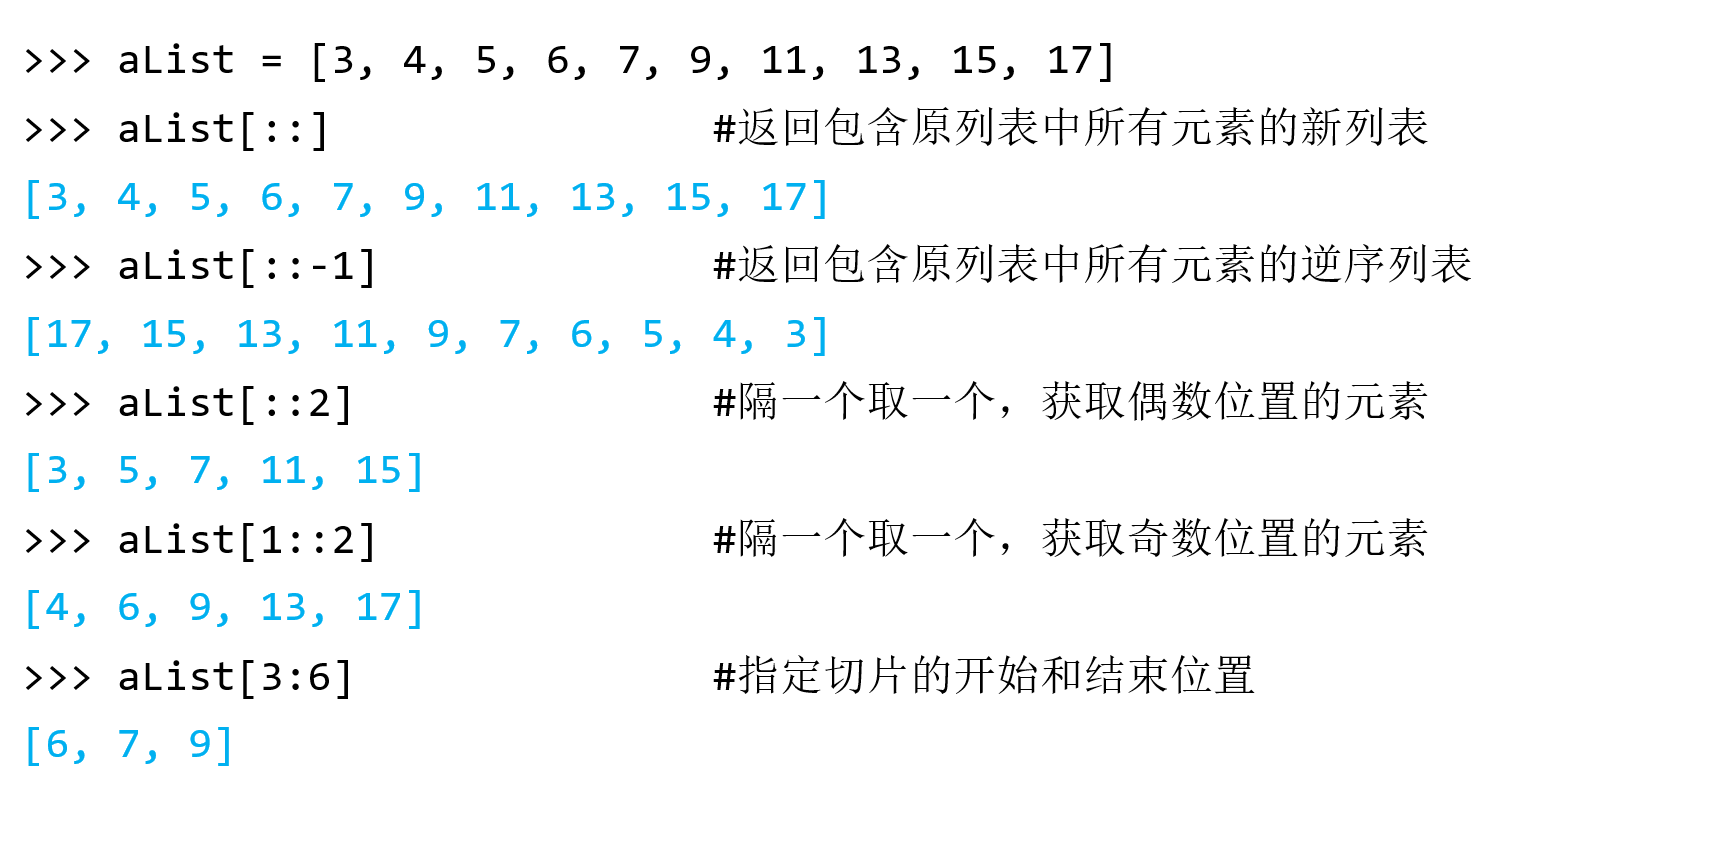 >>> aList = [3, 4, 5, 6, 7, 9, 11, 13, 15, 17]
>>> aList[::] #返回包含原列表中所有元素的新列表
[3, 4, 5, 6, 7, 9, 11, 13, 15, 17]
>>> aList[::-1] #返回包含原列表中所有元素的逆序列表
[17, 15, 13, 11, 9, 7, 6, 5, 4, 3]
>>> aList[::2] #隔一个取一个，获取偶数位置的元素
[3, 5, 7, 11, 15]
>>> aList[1::2] #隔一个取一个，获取奇数位置的元素
[4, 6, 9, 13, 17]
>>> aList[3:6] #指定切片的开始和结束位置
[6, 7, 9]